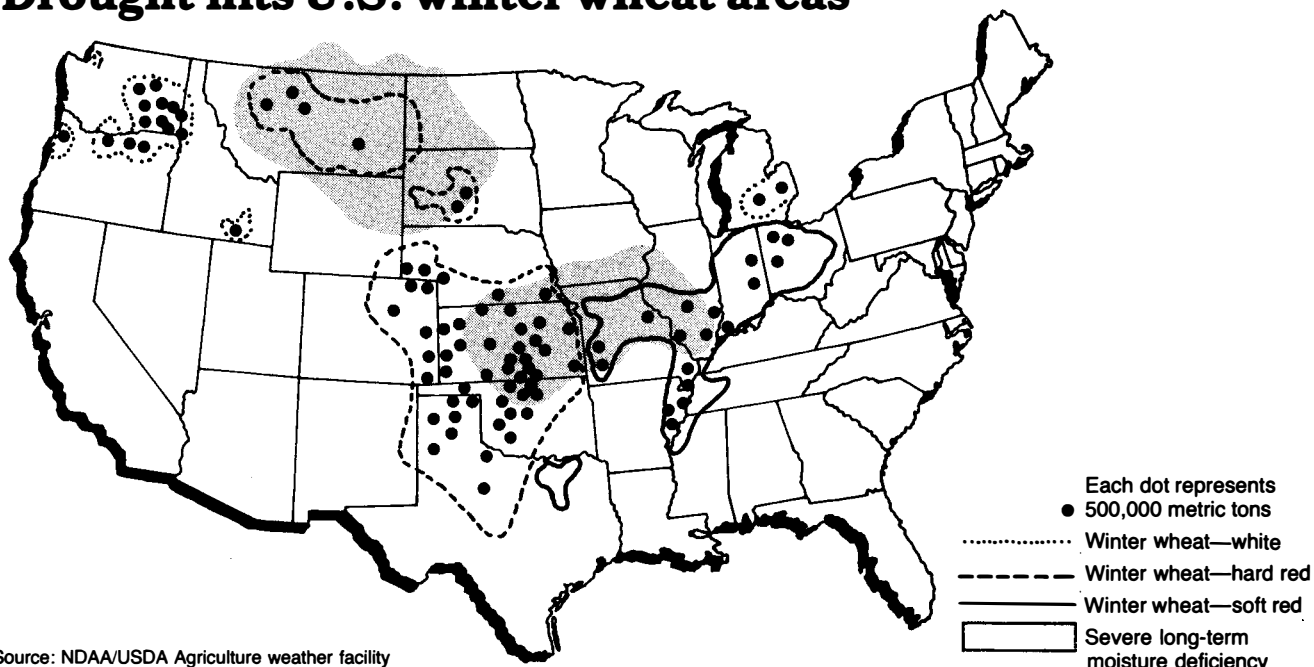 Drought hits U.S. winter wheat areas
Each dot represents
500,000 metric tons
Winter wheat—white
Winter wheat—hard red
Winter wheat—soft red
Severe long-term
moisture deficiency
Source: NDAA/USDA Agriculture weather facility